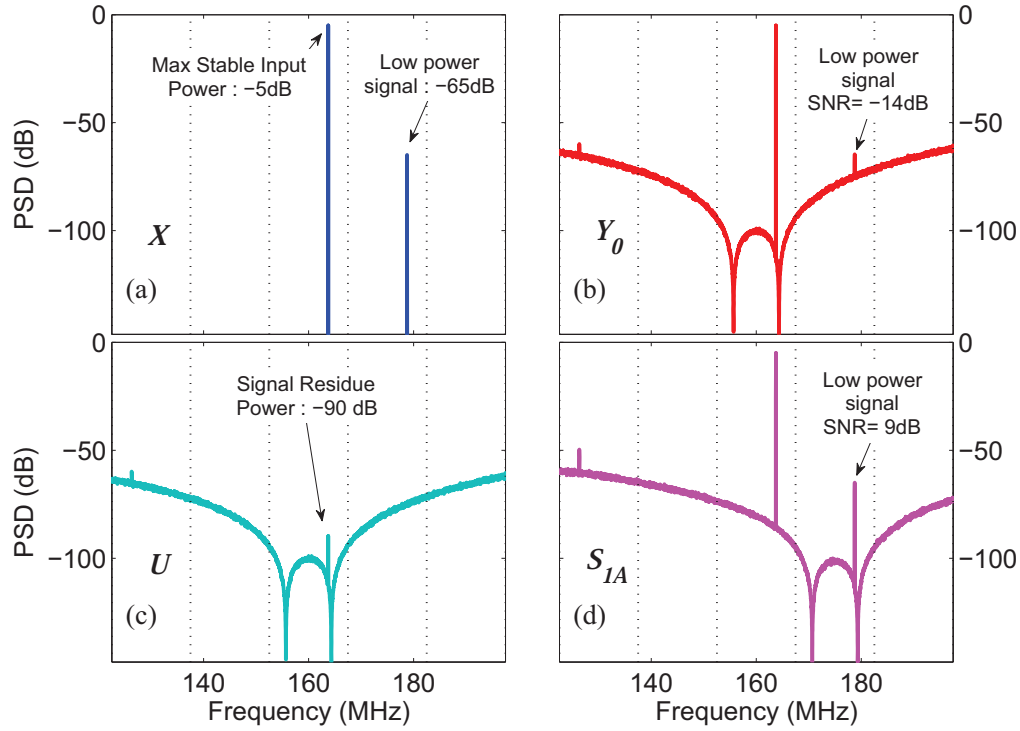 0
−50
−100
PSD (dB)
Max Stable Input
Power : −5dB
Low power
signal : −65dB
X
(a)
0
−50
−100
Low power
signal
SNR= −14dB
Y0
(b)
0
−50
−100
PSD (dB)
Signal Residue
Power : −90 dB
U
(c)
140
160
180
Frequency (MHz)
0
−50
−100
Low power
signal
SNR= 9dB
S1A
(d)
140
160
180
Frequency (MHz)